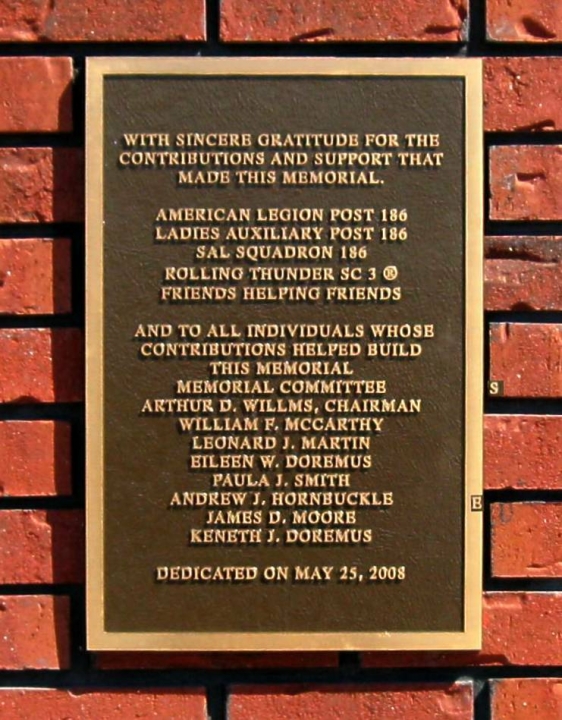 WITH SINCERE GRATITUDE FOR THE
CONTRIBUTIONS AND SUPPORT THAT
MADE THIS MEMORIAL.
AMERICAN LEGION POST 186
LADIES AUXILIARY POST 186
SAL SQUADRON 186
ROLLING THUNDER SC 3 ®
FRIENDS HELPING FRIENDS
AND TO ALL INDIVIDUALS WHOSE
CONTRIBUTIONS HELPED BUILD
THIS MEMORIAL
MEMORIAL COMMITTEE
ARTHUR D. WILLMS, CHAIRMAN
WILLIAM F. MCCARTHY
LEONARD J. MARTIN
EILEEN W. DOREMUS
PAULA J. SMITH
ANDREW J. HORNBUCKLE
JAMES D. MOORE
KENETH J. DOREMUS
DEDICATED ON MAY 25, 2008
S
E